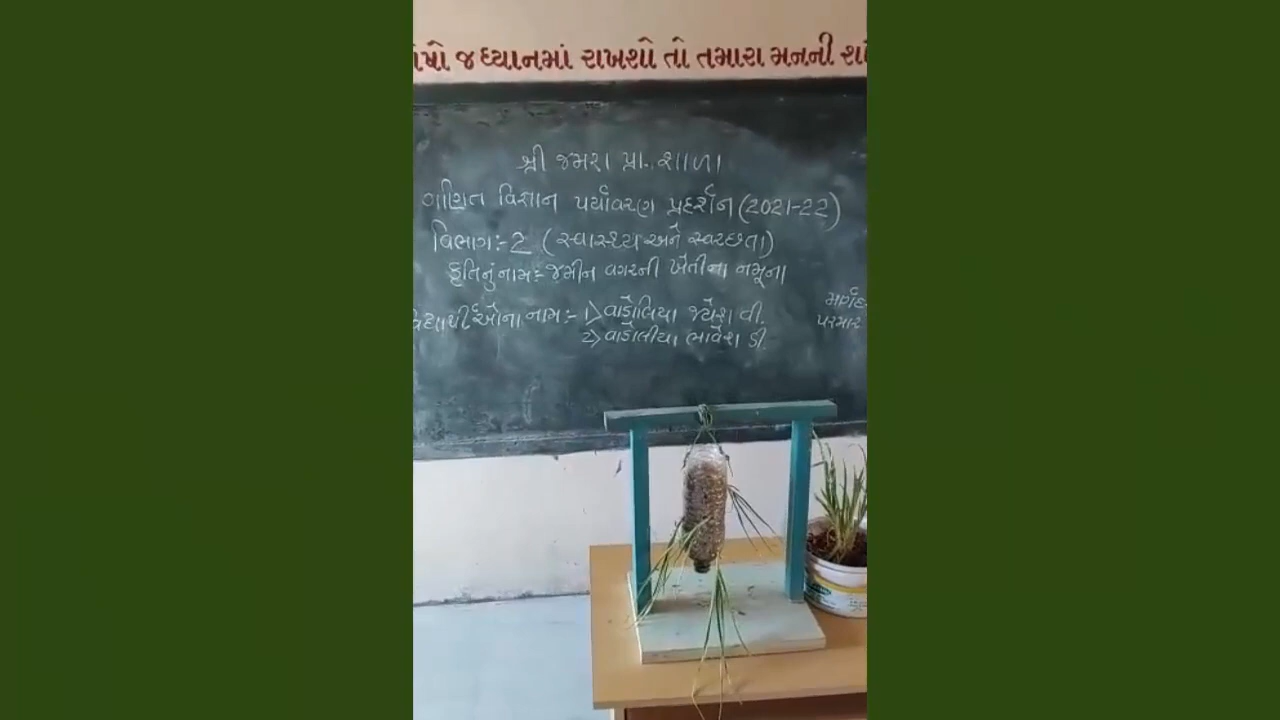 જ ધ્યાનમાં રાખશો તો તમારા મનની
શ્રી જમરા પ્રા. શાળા
ગણિત વિજ્ઞાન પર્યાવરણ પ્રદર્શન (2021-22)
વિભાગ:- 2 (સ્વાસ્થ્ય અને સ્વચ્છતા)
કૃતિનું નામ:- જમીન વગરની ખેતીના નમૂના
વિદ્યાર્થીઓના નામ:- 1> વાડોલિયા જયેશ વી.
2> વાડોલીયા ભાવેશ ડી.
પરમાર